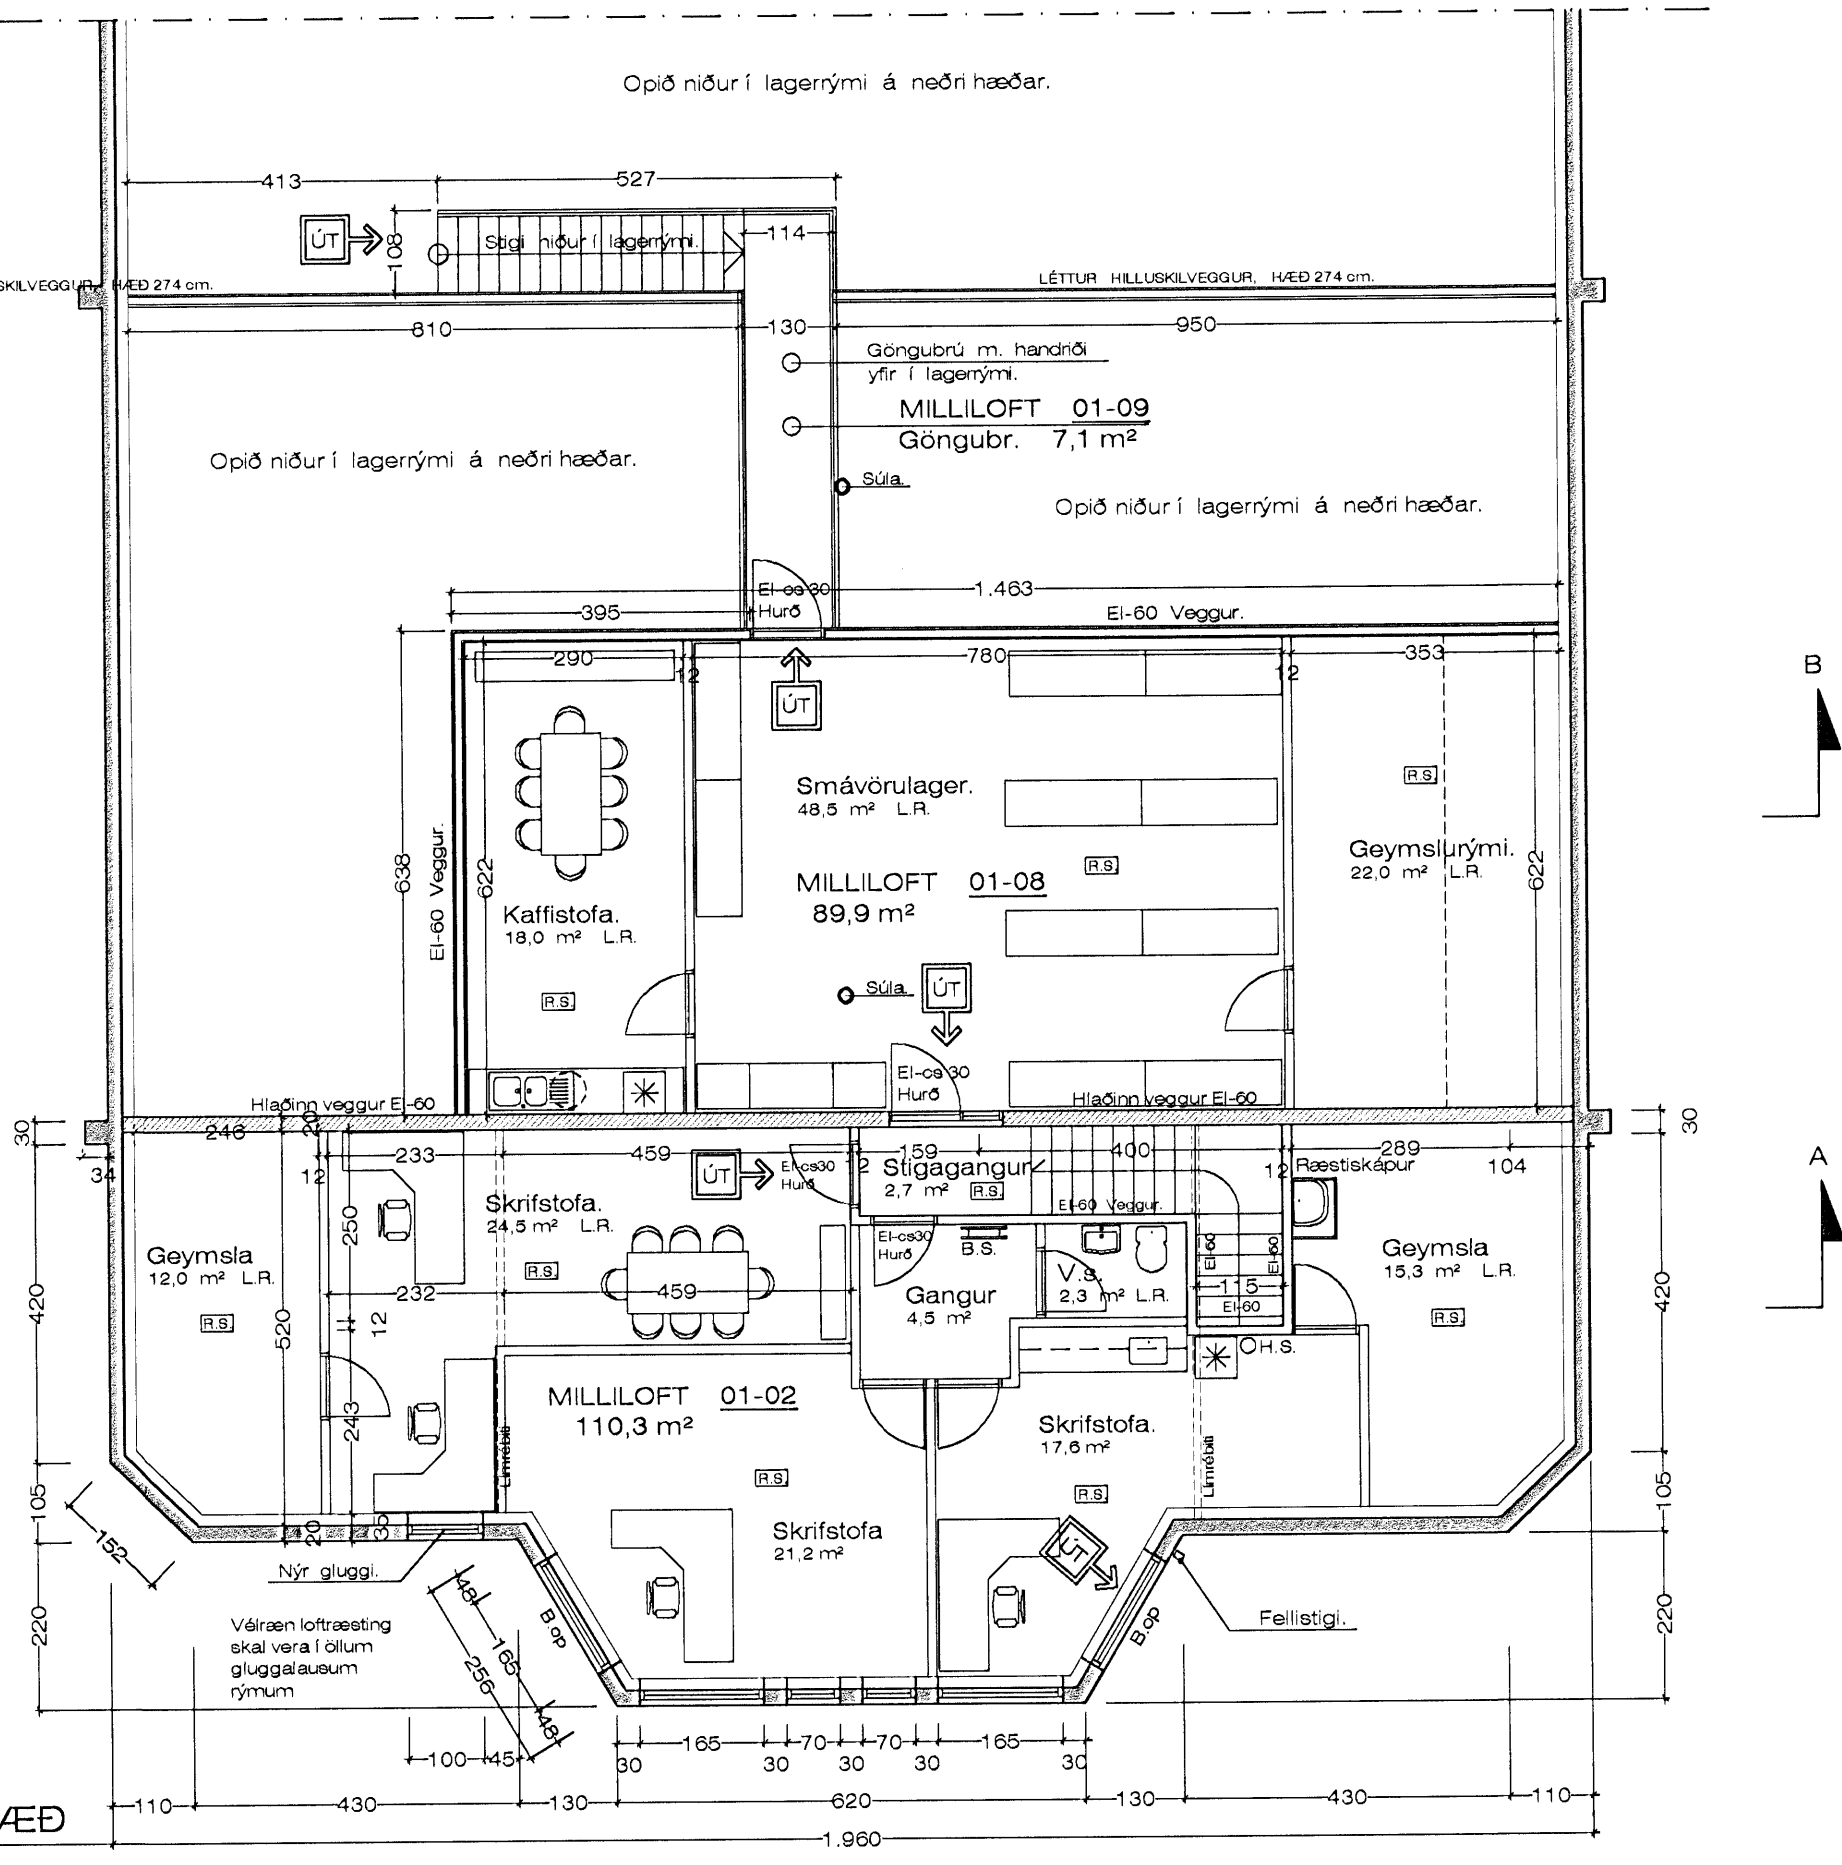 Opið niður í lagerrými á neðri hæðar.
413
527
ÚT
108
Stigi niður í lagerrými.
114
HÆÐ 274 cm.
LÉTTUR HILLUSKILVEGGUR, HÆÐ 274 cm.
810
130
950
Göngubrú m. handriði
yfir í lagerrými.
MILLILOFT 01-09
Göngubr. 7,1 m²
Opið niður í lagerrými á neðri hæðar.
Súla.
Opið niður í lagerrými á neðri hæðar.
EI-cs30
Hurð
1.463
395
EI-60 Veggur.
290
12
780
12
353
ÚT
B
638
EI-60 Veggur.
622
Smávörulager.
48,5 m² L.R.
R.S.
R.S.
Geymslurými.
22,0 m² L.R.
622
MILLILOFT 01-08
89,9 m²
Kaffistofa.
18,0 m² L.R.
R.S.
Súla.
ÚT
EI-cs30
Hurð
Hlaðinn veggur EI-60
Hlaðinn veggur EI-60
30
30
34
246
20
12
233
459
ÚT
EI-cs30
Hurð
12
159
400
12
289
104
Ræstiskápur
A
Stigagangur
2,7 m²
R.S.
EI-60 Veggur.
Skrifstofa.
24,5 m² L.R.
R.S.
250
Geymsla
12,0 m² L.R.
R.S.
EI-cs30
Hurð
B.S.
V.s.
2,3 m² L.R.
EI-60
EI-60
115
EI-60
Geymsla
15,3 m² L.R.
R.S.
420
520
232
12
459
Gangur
4,5 m²
420
H.S.
MILLILOFT 01-02
110,3 m²
243
Límtrébiti
Skrifstofa.
17,6 m²
R.S.
Límtrébiti
R.S.
105
105
152
20
35
Skrifstofa
21,2 m²
ÚT
Nýr gluggi.
48
B.op
B.op
Fellistigi.
220
220
Vélræn loftræsting
skal vera í öllum
gluggalausum
rýmum
165
256
48
100
45
30
165
30
70
30
70
30
165
30
110
430
130
620
130
430
110
ÆÐ
1.960